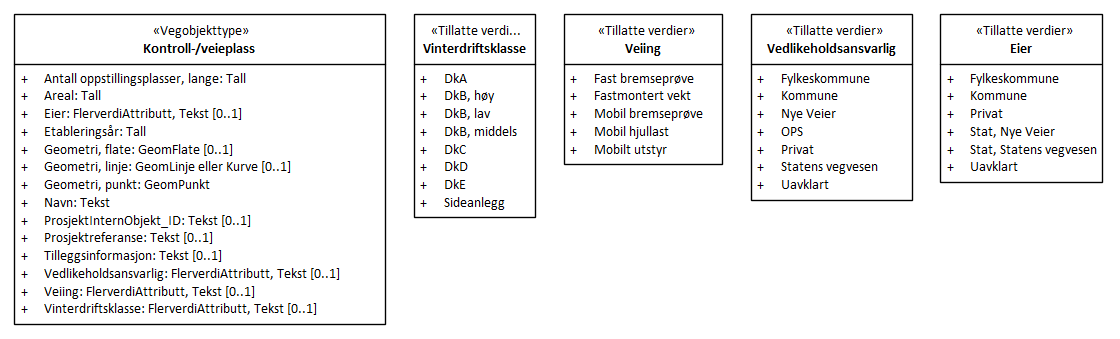 «Vegobjekttype»
Kontroll-/veieplass
+ Antall oppstillingsplasser, lange: Tall
+ Areal: Tall
+ Eier: FlerverdiAttributt, Tekst [0..1]
+ Etableringsår: Tall
+ Geometri, flate: GeomFlate [0..1]
+ Geometri, linje: GeomLinje eller Kurve [0..1]
+ Geometri, punkt: GeomPunkt
+ Navn: Tekst
+ ProsjektInternObjekt_ID: Tekst [0..1]
+ Prosjektreferanse: Tekst [0..1]
+ Tilleggsinformasjon: Tekst [0..1]
+ Vedlikeholdsansvarlig: FlerverdiAttributt, Tekst [0..1]
+ Veiing: FlerverdiAttributt, Tekst [0..1]
+ Vinterdriftsklasse: FlerverdiAttributt, Tekst [0..1]
«Tillatte verdi...
Vinterdriftsklasse
+ DkA
+ DkB, høy
+ DkB, lav
+ DkB, middels
+ DkC
+ DkD
+ DkE
+ Sideanlegg
«Tillatte verdier»
Veiing
+ Fast bremseprøve
+ Fastmontert vekt
+ Mobil bremseprøve
+ Mobil hjullast
+ Mobilt utstyr
«Tillatte verdier»
Vedlikeholdsansvarlig
+ Fylkeskommune
+ Kommune
+ Nye Veier
+ OPS
+ Privat
+ Statens vegvesen
+ Uavklart
«Tillatte verdier»
Eier
+ Fylkeskommune
+ Kommune
+ Privat
+ Stat, Nye Veier
+ Stat, Statens vegvesen
+ Uavklart